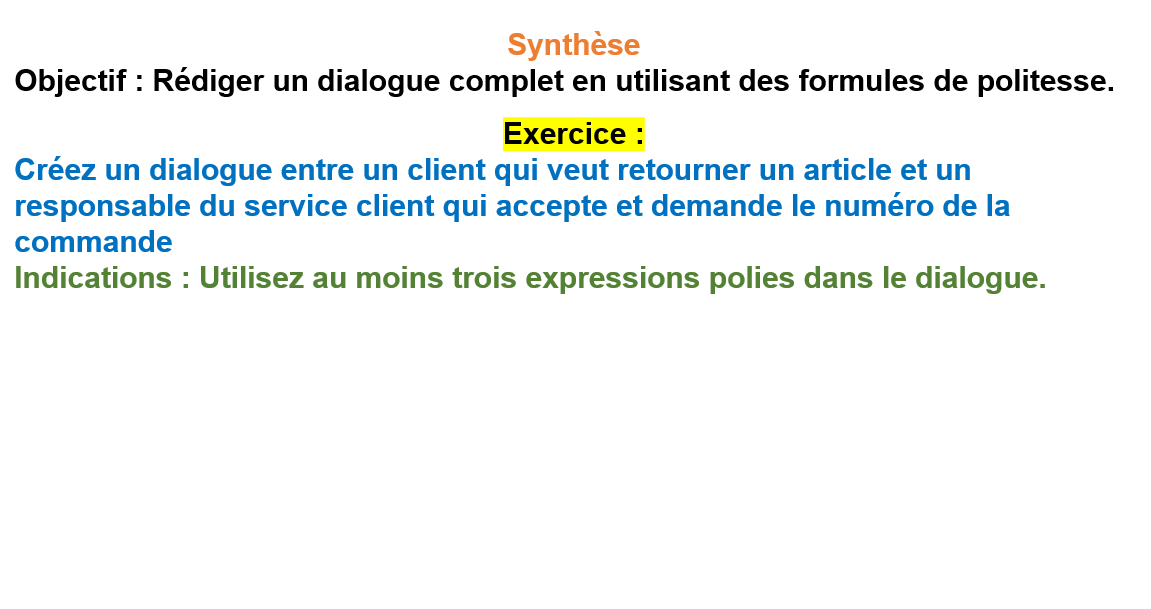 Synthèse
Objectif : Rédiger un dialogue complet en utilisant des formules de politesse.
Exercice :
Créez un dialogue entre un client qui veut retourner un article et un
responsable du service client qui accepte et demande le numéro de la
commande
Indications : Utilisez au moins trois expressions polies dans le dialogue.